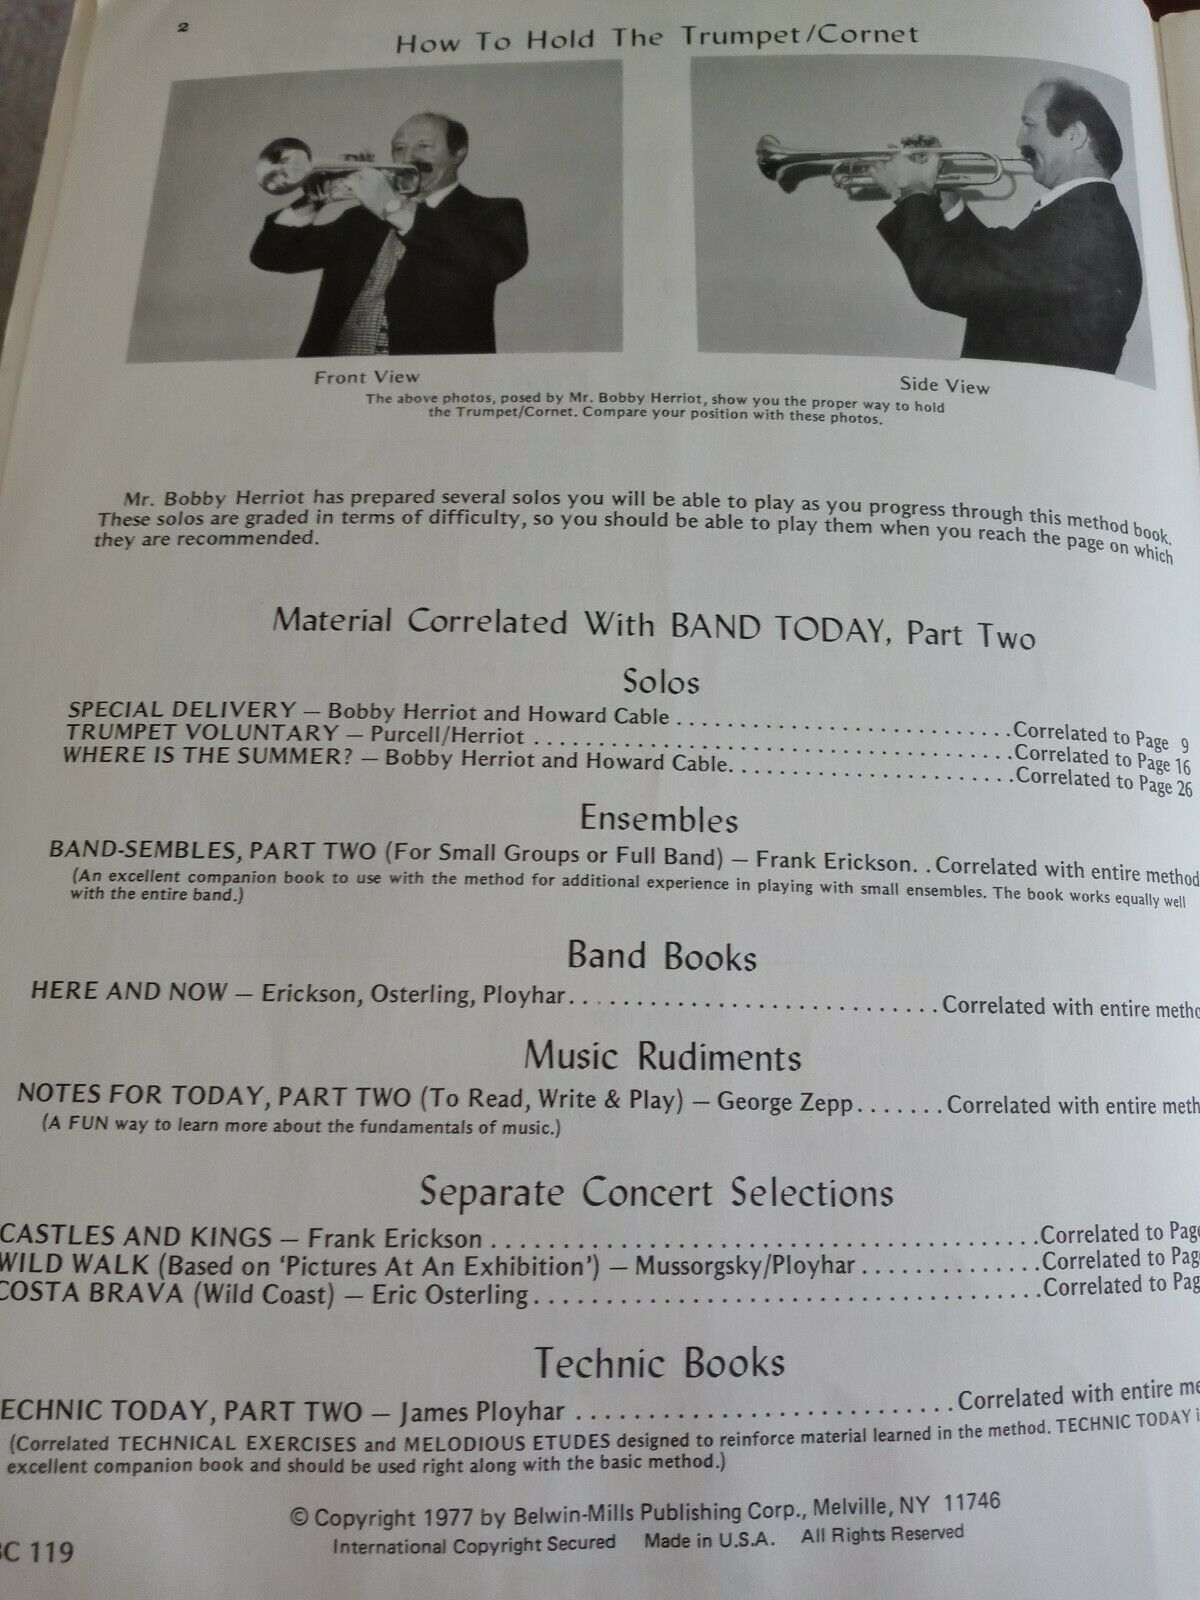 2
How To Hold The Trumpet/Cornet
Front View
Side View
The above photos, posed by Mr. Bobby Herriot, show you the proper way to hold
the Trumpet/Cornet. Compare your position with these photos.
Mr. Bobby Herriot has prepared several solos you will be able to play as you progress through this method book.
These solos are graded in terms of difficulty, so you should be able to play them when you reach the page on which
they are recommended.
Material Correlated With BAND TODAY, Part Two
Solos
SPECIAL DELIVERY — Bobby Herriot and Howard Cable ................................ Correlated to Page 9
TRUMPET VOLUNTARY — Purcell/Herriot ................................ Correlated to Page 16
WHERE IS THE SUMMER? — Bobby Herriot and Howard Cable................................ Correlated to Page 26
Ensembles
BAND-SEMBLES, PART TWO (For Small Groups or Full Band) — Frank Erickson. . Correlated with entire method
(An excellent companion book to use with the method for additional experience in playing with small ensembles. The book works equally well
with the entire band.)
Band Books
HERE AND NOW — Erickson, Osterling, Ployhar................................ Correlated with entire metho
Music Rudiments
NOTES FOR TODAY, PART TWO (To Read, Write & Play) — George Zepp....... Correlated with entire meth
(A FUN way to learn more about the fundamentals of music.)
Separate Concert Selections
CASTLES AND KINGS — Frank Erickson ................................ Correlated to Page
WILD WALK (Based on ‘Pictures At An Exhibition’) — Mussorgsky/Ployhar .............. Correlated to Pag
COSTA BRAVA (Wild Coast) — Eric Osterling................................ Correlated to Pag
Technic Books
ECHNIC TODAY, PART TWO — James Ployhar ................................ Correlated with entire me
(Correlated TECHNICAL EXERCISES and MELODIOUS ETUDES designed to reinforce material learned in the method. TECHNIC TODAY i
excellent companion book and should be used right along with the basic method.)
© Copyright 1977 by Belwin-Mills Publishing Corp., Melville, NY 11746
International Copyright Secured Made in U.S.A. All Rights Reserved
C 119